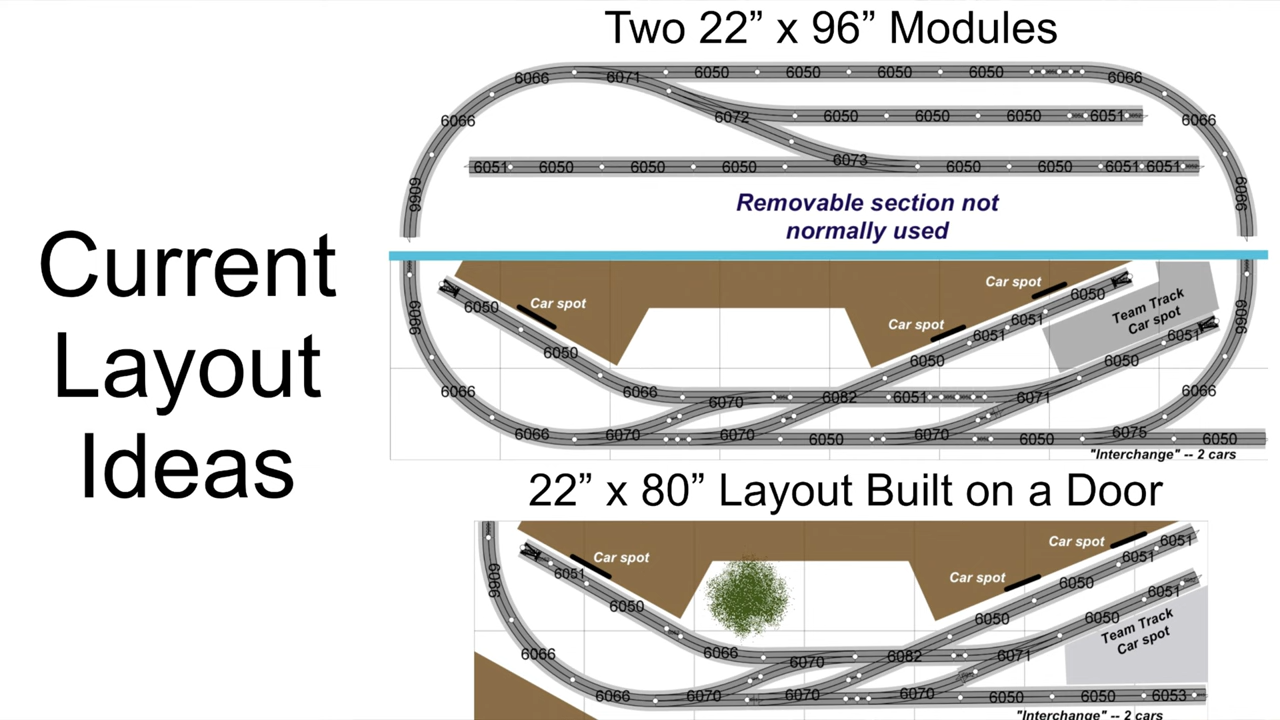 Current
Layout
Ideas
Two 22” x 96” Modules
6066 6071 6050 6050 6050 6050 6066
6066 6072 6050 6050 6050 6051 6066
6051 6050 6050 6050 6073 6050 6050 6051 6051
6066 6066
Removable section not
normally used
6066 6050 Car spot Car spot 6050 Team Track 6066
Car spot 6051 6051 Car spot 6051
6050 6050 6050
6066 6066 6070 6082 6051 6071 6066
6066 6070 6070 6050 6070 6050 6075 6050
"Interchange" -- 2 cars
22” x 80” Layout Built on a Door
Car spot Car spot 6051 6051
6066 6051 Car spot 6050 6051
6050 6050 6050 Team Track
Car spot
6066 6066 6070 6082 6071
6066 6070 6070 6070 6050 6050 6053
"Interchange" -- 2 cars